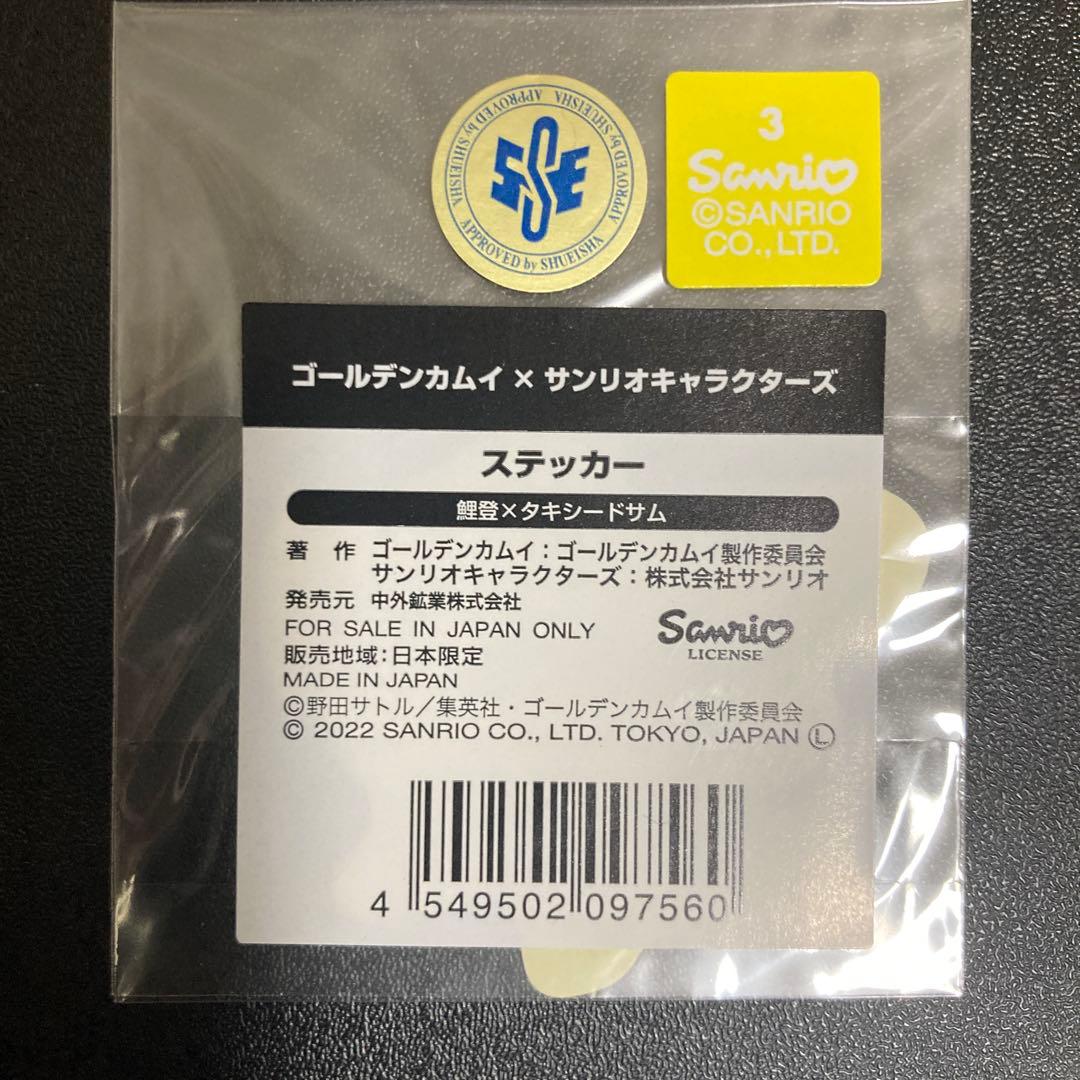 APPROVED by SHUEISHA APPROVED by SHUEISHA APPROVED by SHUEISHA
SSE
3
Sanrio
©SANRIO
CO., LTD.
ゴールデンカムイ × サンリオキャラクターズ
ステッカー
鯉登×タキシードサム
著 作 ゴールデンカムイ：ゴールデンカムイ製作委員会
サンリオキャラクターズ：株式会社サンリオ
発売元 中外鉱業株式会社
FOR SALE IN JAPAN ONLY
販売地域：日本限定
MADE IN JAPAN
Sanrio
LICENSE
©野田サトル／集英社・ゴールデンカムイ製作委員会
© 2022 SANRIO CO., LTD. TOKYO, JAPAN Ⓛ
4 549502 097560